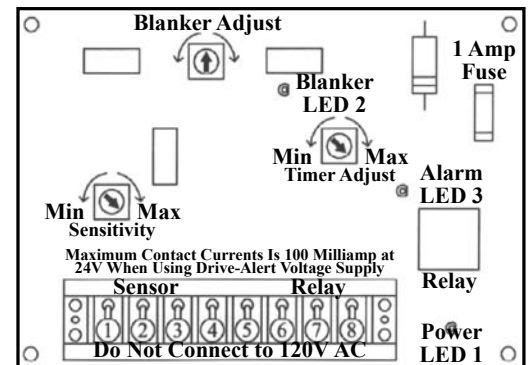 Blanker Adjust
1 Amp
Fuse
Blanker
LED 2
Min Max
Timer Adjust
Alarm
LED 3
Min Max
Sensitivity
Maximum Contact Currents Is 100 Milliamp at
24V When Using Drive-Alert Voltage Supply
Relay
Sensor Relay
1 2 3 4 5 6 7 8
Do Not Connect to 120V AC
Power
LED 1